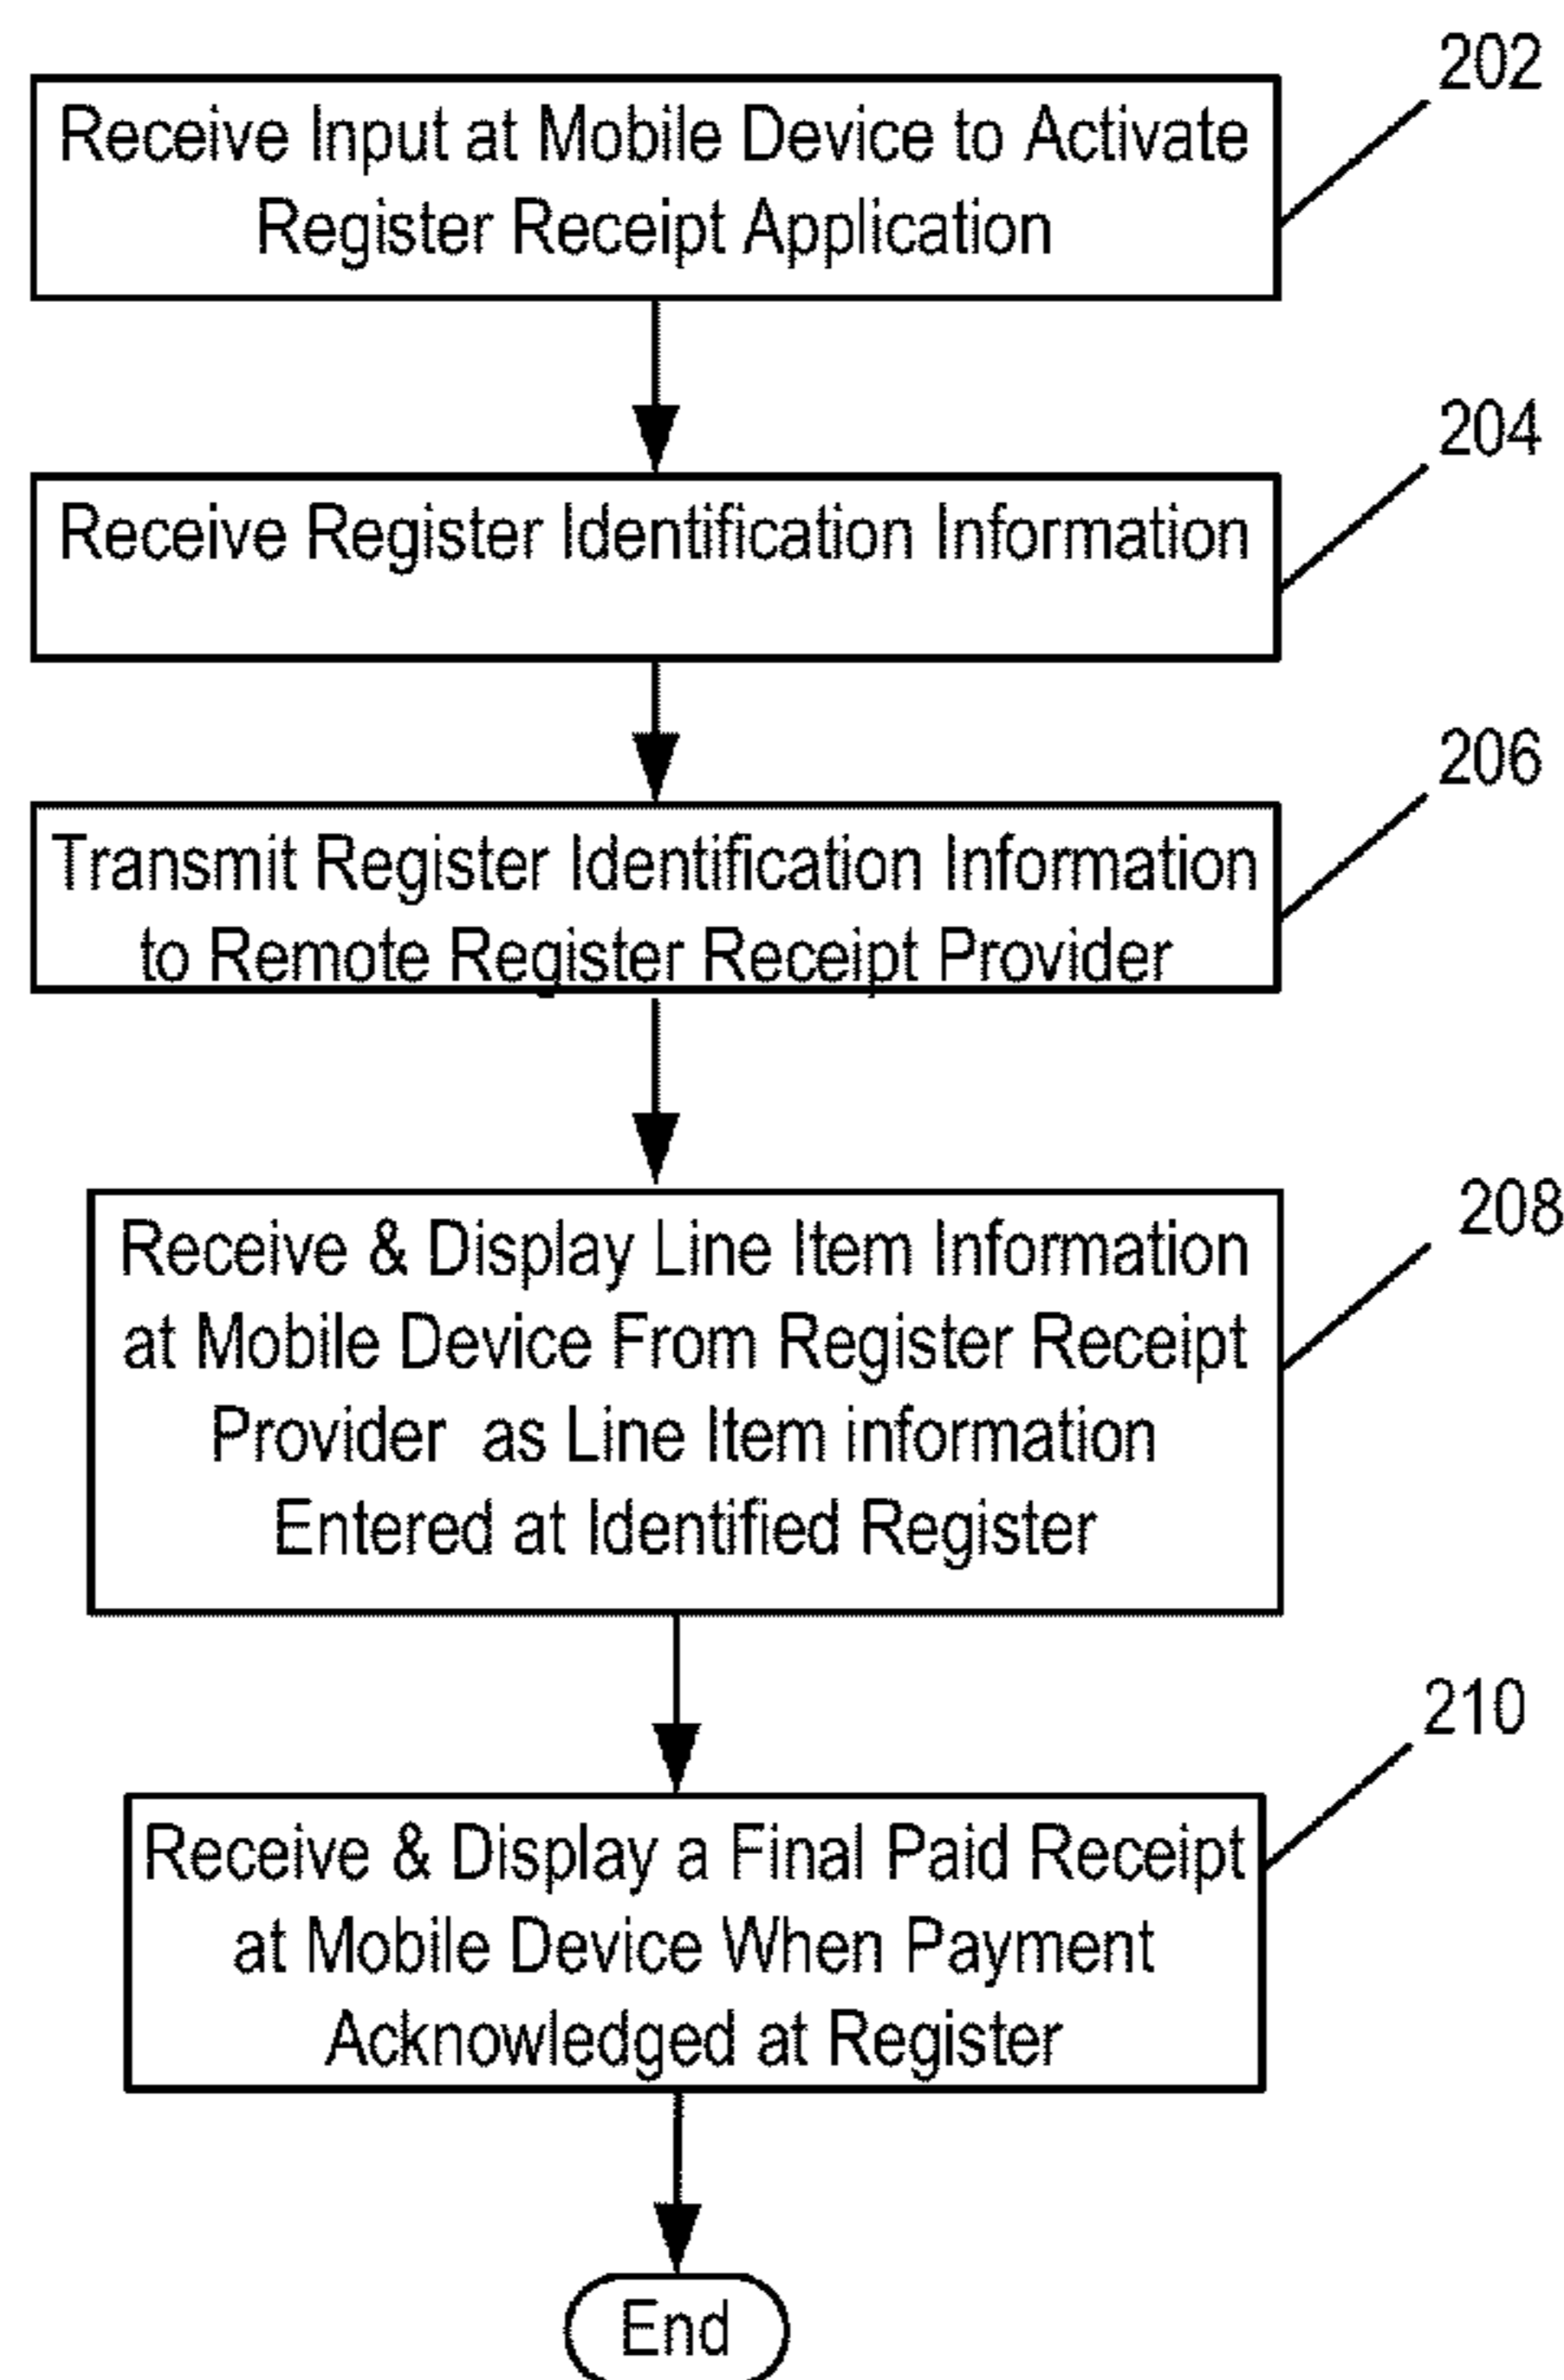 202
Receive Input at Mobile Device to Activate
Register Receipt Application
204
Receive Register Identification Information
206
Transmit Register Identification Information
to Remote Register Receipt Provider
208
Receive & Display Line Item Information
at Mobile Device From Register Receipt
Provider as Line Item information
Entered at Identified Register
210
Receive & Display a Final Paid Receipt
at Mobile Device When Payment
Acknowledged at Register
End